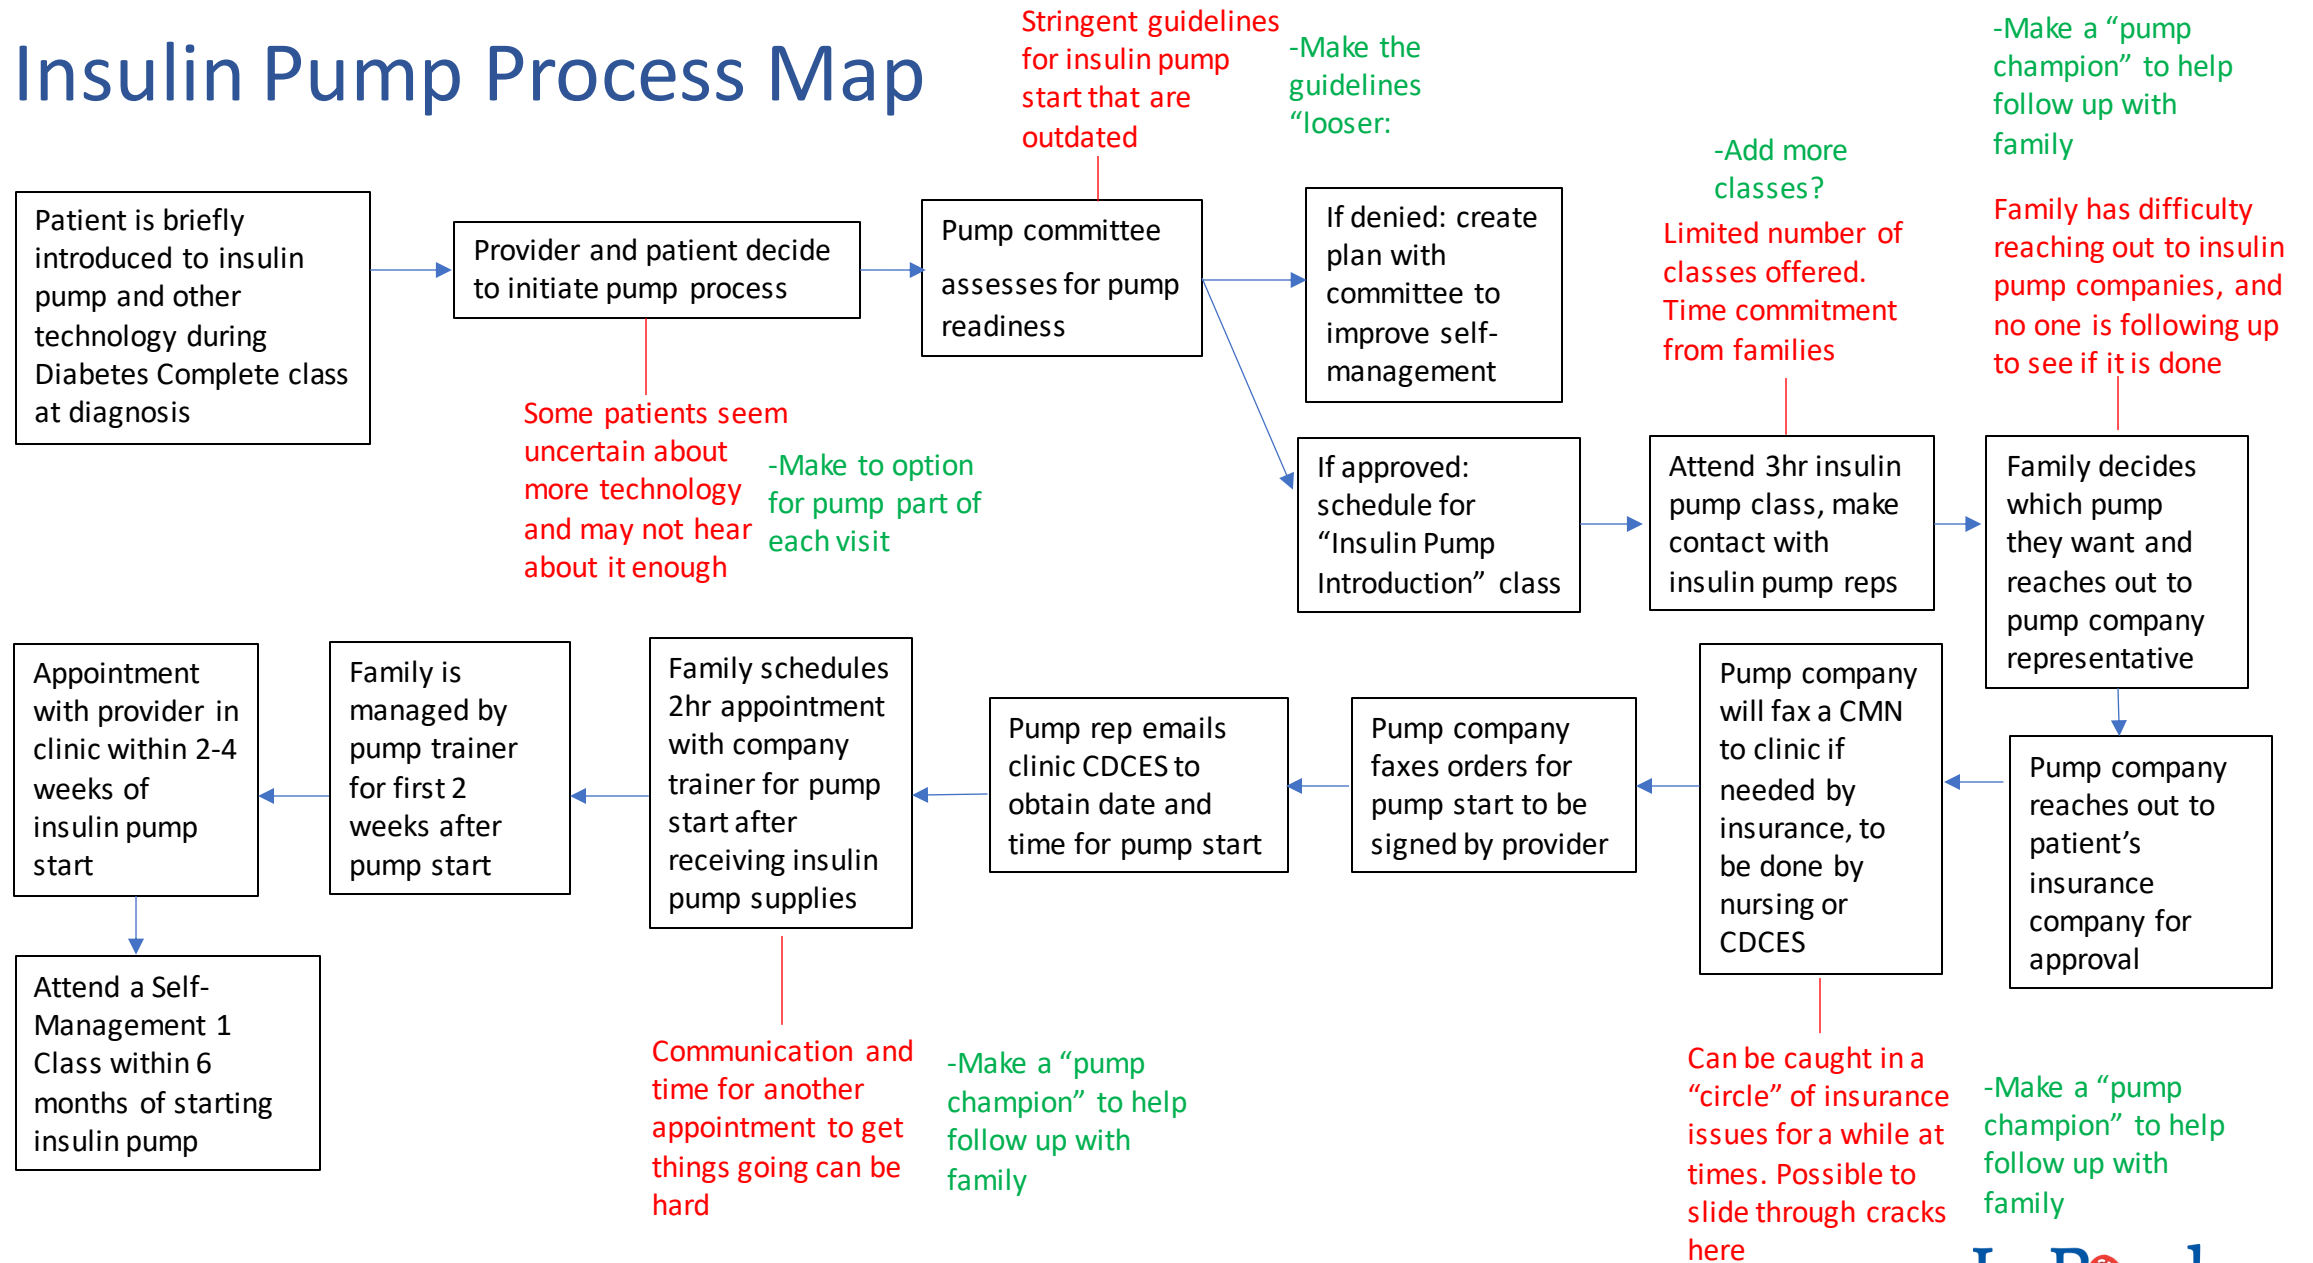 Insulin Pump Process Map
Stringent guidelines
for insulin pump
start that are
outdated
-Make the
guidelines
“looser:
-Add more
classes?
Limited number of
classes offered.
Time commitment
from families
-Make a “pump
champion” to help
follow up with
family
Family has difficulty
reaching out to insulin
pump companies, and
no one is following up
to see if it is done
Patient is briefly
introduced to insulin
pump and other
technology during
Diabetes Complete class
at diagnosis
Provider and patient decide
to initiate pump process
Some patients seem
uncertain about
more technology
and may not hear
about it enough
-Make to option
for pump part of
each visit
Pump committee
assesses for pump
readiness
If denied: create
plan with
committee to
improve self-
management
If approved:
schedule for
“Insulin Pump
Introduction” class
Attend 3hr insulin
pump class, make
contact with
insulin pump reps
Family decides
which pump
they want and
reaches out to
pump company
representative
Pump company
reaches out to
patient’s
insurance
company for
approval
Pump company
will fax a CMN
to clinic if
needed by
insurance, to
be done by
nursing or
CDCES
Can be caught in a
“circle” of insurance
issues for a while at
times. Possible to
slide through cracks
here
-Make a “pump
champion” to help
follow up with
family
Pump company
faxes orders for
pump start to be
signed by provider
Pump rep emails
clinic CDCES to
obtain date and
time for pump start
Family schedules
2hr appointment
with company
trainer for pump
start after
receiving insulin
pump supplies
Communication and
time for another
appointment to get
things going can be
hard
-Make a “pump
champion” to help
follow up with
family
Family is
managed by
pump trainer
for first 2
weeks after
pump start
Appointment
with provider in
clinic within 2-4
weeks of
insulin pump
start
Attend a Self-
Management 1
Class within 6
months of starting
insulin pump